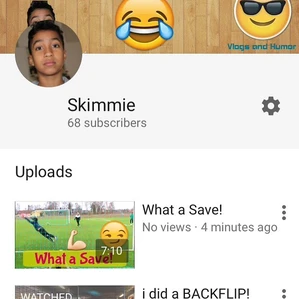 Vlogs and Humor
Skimmie
68 subscribers
Uploads
What a Save!
No views · 4 minutes ago
7:10
What a Save!
i did a BACKFLIP!
WATCHED